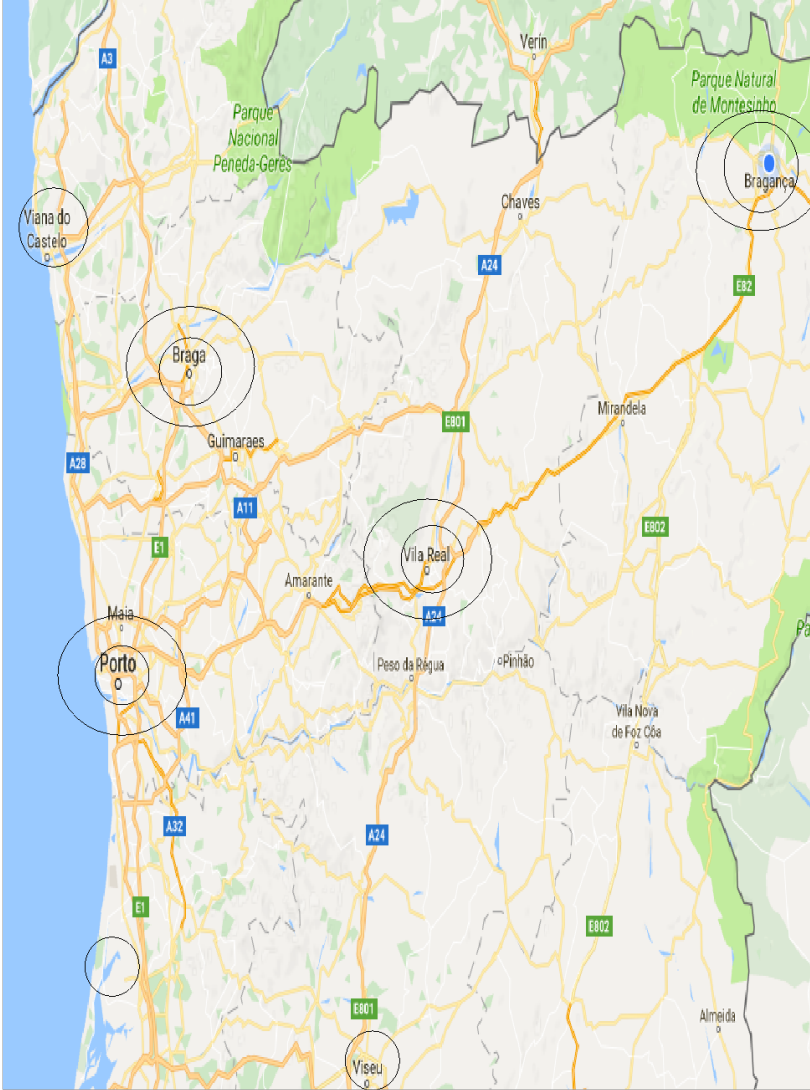 Verín
A3
Parque Natural
de Montesinho
Parque
Nacional
Peneda-Gerês
Bragança
Chaves
Viana do
Castelo
A24
E82
Braga
Mirandela
E801
Guimaraes
A28
A11
E802
E1
Vila Real
Amarante
Maia
A24
Porto
Peso da Régua
Pinhão
A41
Vila Nova
de Foz Côa
A32
A24
E1
E802
E801
Almeida
Viseu